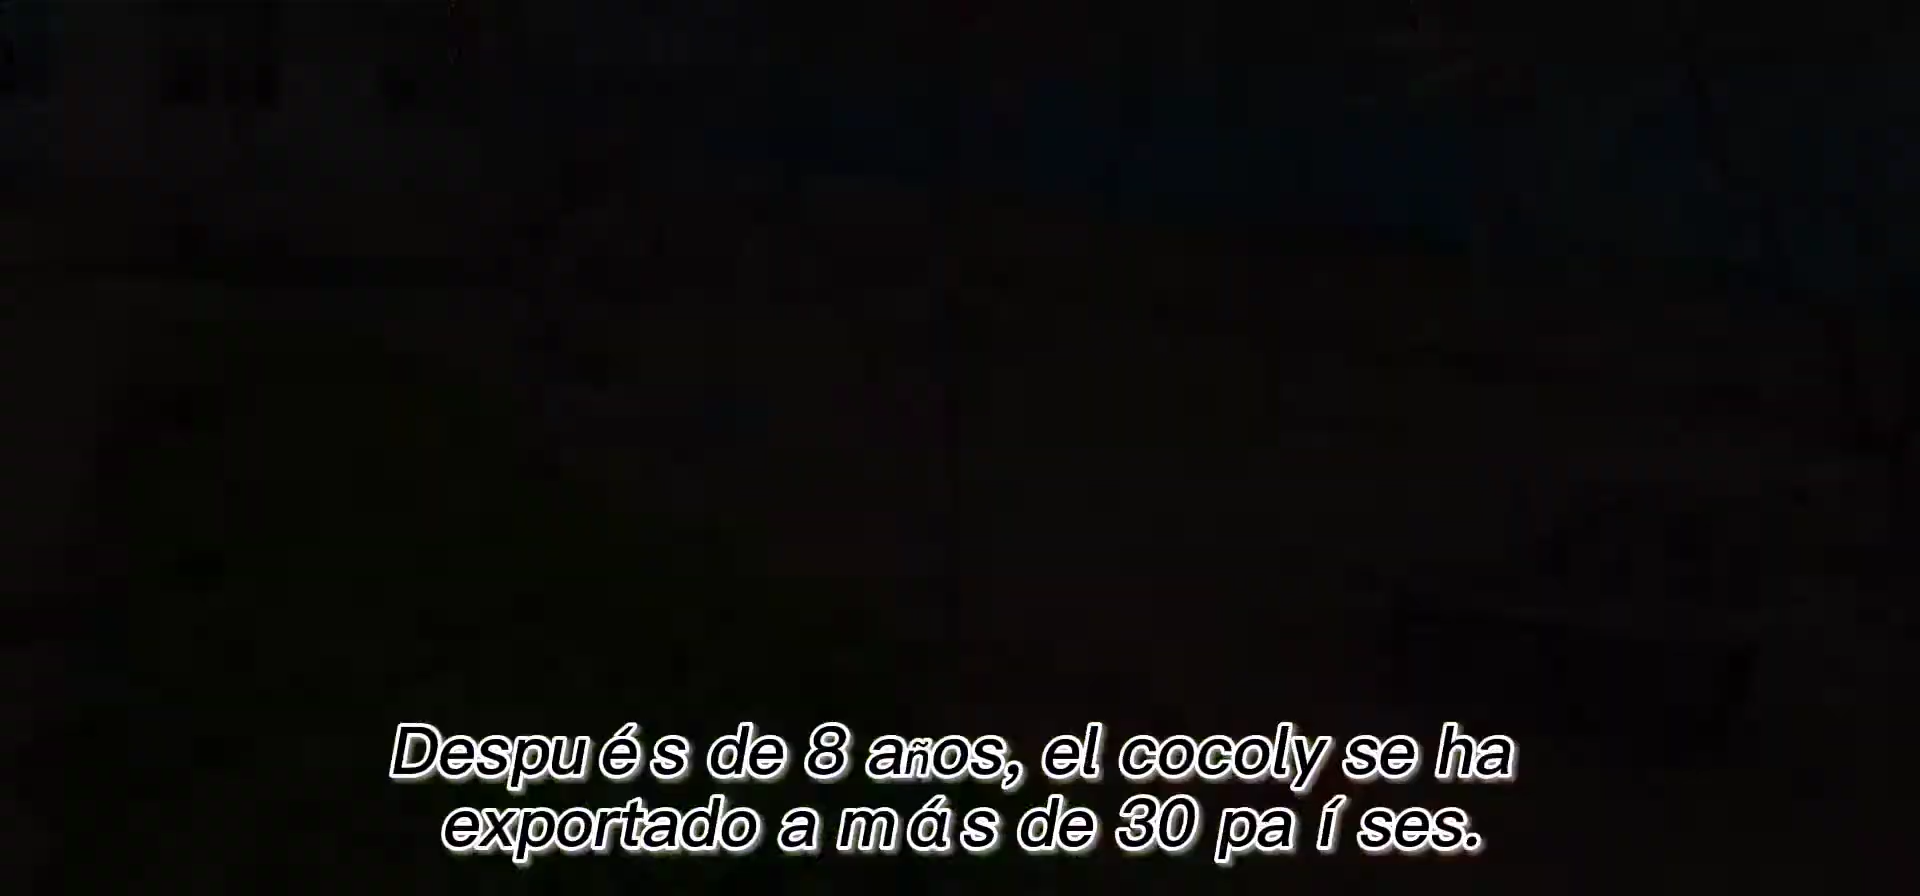 Después de 8 años, el cocoly se ha
exportado a más de 30 países.